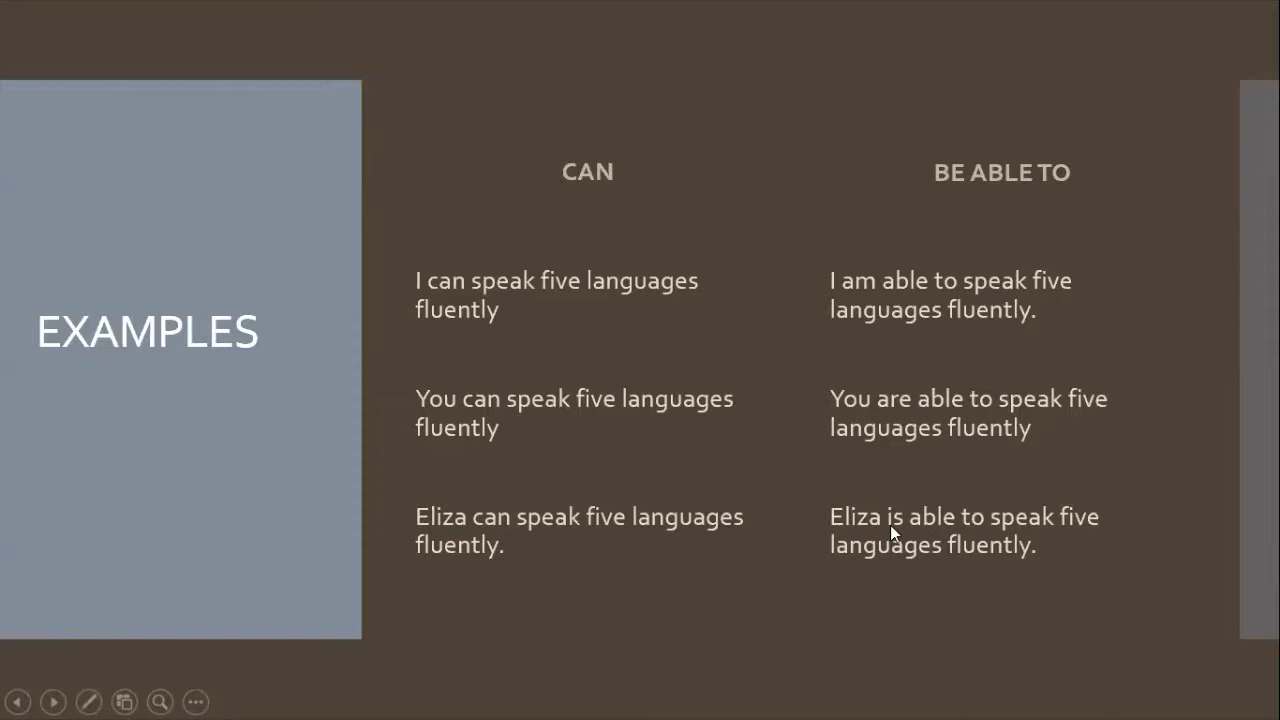 EXAMPLES
CAN
I can speak five languages
fluently
You can speak five languages
fluently
Eliza can speak five languages
fluently.
BE ABLE TO
I am able to speak five
languages fluently.
You are able to speak five
languages fluently
Eliza is able to speak five
languages fluently.